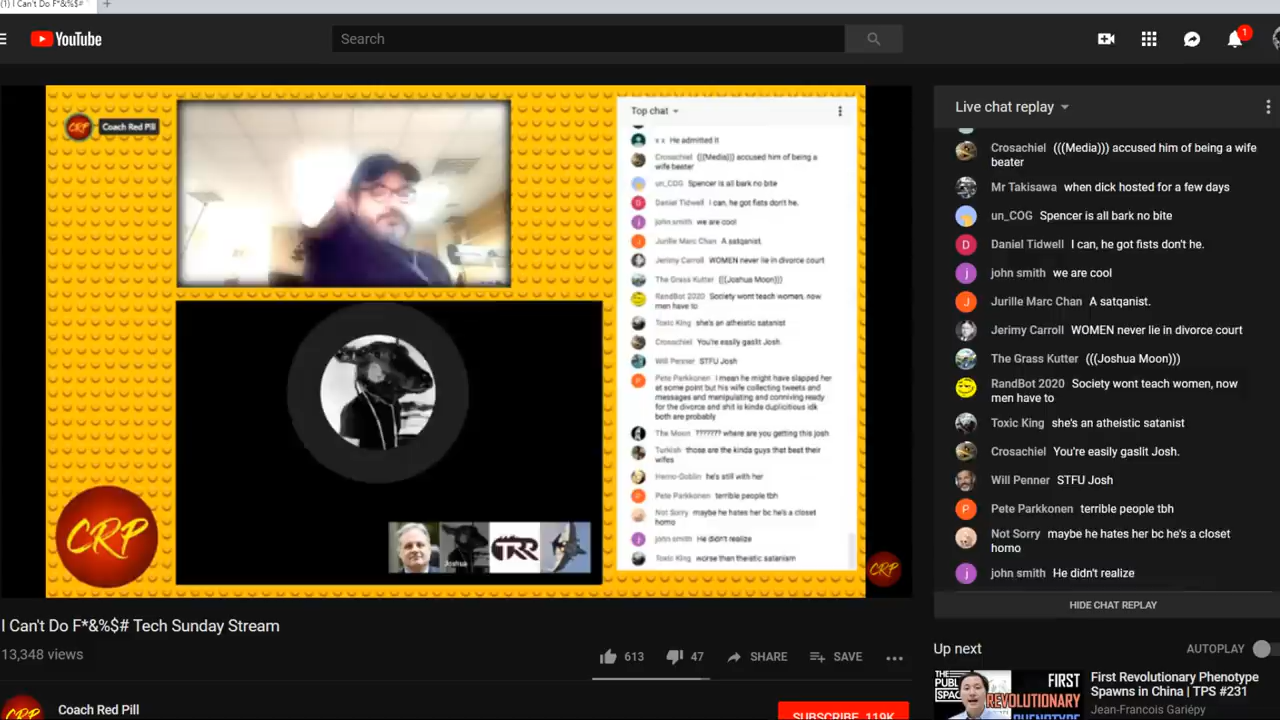 (1) I Can't Do F*&%$#
YouTube
Search
1
CRP
Coach Red Pill
Top chat
v x He admitted it
Crosachiel (((Media))) accused him of being a
wife beater
un_COG Spencer is all bark no bite
Daniel Tidwell I can, he got fists don't he.
john smith we are cool
Jurille Marc Chan A satqanist.
Jerimy Carroll WOMEN never lie in divorce court
The Grass Kutter (((Joshua Moon)))
RandBot 2020 Society wont teach women, now
men have to
Toxic King she's an atheistic satanist
Crosachiel You're easily gaslit Josh.
Will Penner STFU Josh
Pete Parkkonen I mean he might have slapped her
at some point but his wife collecting tweets and
messages and manipulating and conniving ready
for the divorce and shit is kinda duplicitious idk
both are probably
The Moon ??????? where are you getting this josh
Turkish those are the kinda guys that beat their
wifes
Hemo-Goblin he's still with her
Pete Parkkonen terrible people tbh
Not Sorry maybe he hates her bc he's a closet
homo
john smith He didn't realize
Toxic King worse than theistic satanism
CRP
Joshua
TRR
CRP
Live chat replay
Crosachiel (((Media))) accused him of being a wife
beater
Mr Takisawa when dick hosted for a few days
un_COG Spencer is all bark no bite
Daniel Tidwell I can, he got fists don't he.
john smith we are cool
Jurille Marc Chan A satqanist.
Jerimy Carroll WOMEN never lie in divorce court
The Grass Kutter (((Joshua Moon)))
RandBot 2020 Society wont teach women, now
men have to
Toxic King she's an atheistic satanist
Crosachiel You're easily gaslit Josh.
Will Penner STFU Josh
Pete Parkkonen terrible people tbh
Not Sorry maybe he hates her bc he's a closet
homo
john smith He didn't realize
HIDE CHAT REPLAY
I Can't Do F*&%$# Tech Sunday Stream
13,348 views
613
47
SHARE
SAVE
Coach Red Pill
SUBSCRIBE 119K
Up next
AUTOPLAY
THE
PUBL
SPAC
FIRST
REVOLUTIONARY
PHENOTYPE
First Revolutionary Phenotype
Spawns in China | TPS #231
Jean-Francois Gariépy